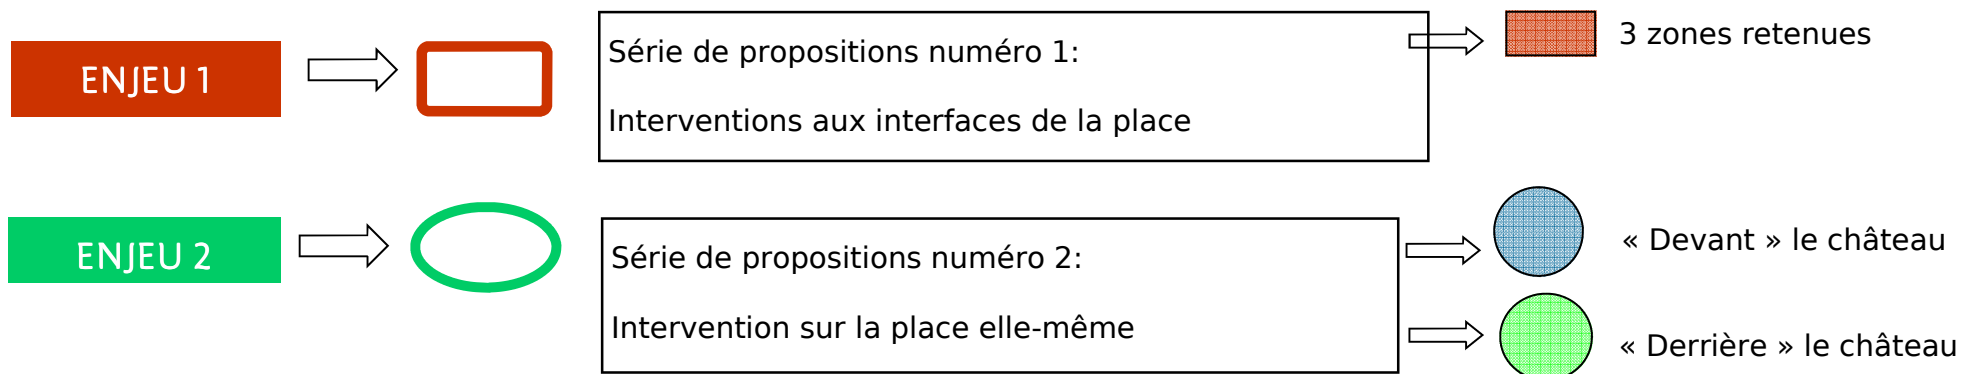 ENJEU 1
Série de propositions numéro 1:
Interventions aux interfaces de la place
3 zones retenues
ENJEU 2
Série de propositions numéro 2:
Intervention sur la place elle-même
« Devant » le château
« Derrière » le château